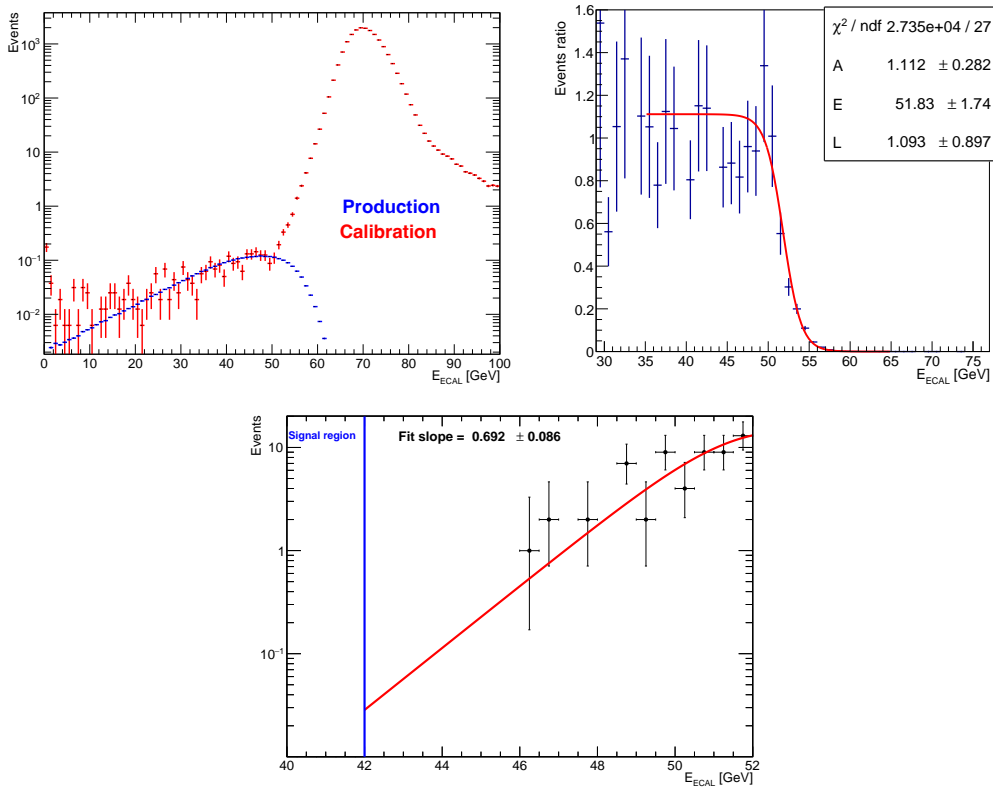 Events
10³
10²
10
1
10⁻¹
10⁻²
Production
Calibration
0 10 20 30 40 50 60 70 80 90 100
E_ECAL [GeV]
Events ratio
1.6
1.4
1.2
1
0.8
0.6
0.4
0.2
0
χ² / ndf 2.735e+04 / 27
A 1.112 ± 0.282
E 51.83 ± 1.74
L 1.093 ± 0.897
30 35 40 45 50 55 60 65 70 75
E_ECAL [GeV]
Events
Signal region
Fit slope = 0.692 ± 0.086
10
1
10⁻¹
40 42 44 46 48 50 52
E_ECAL [GeV]